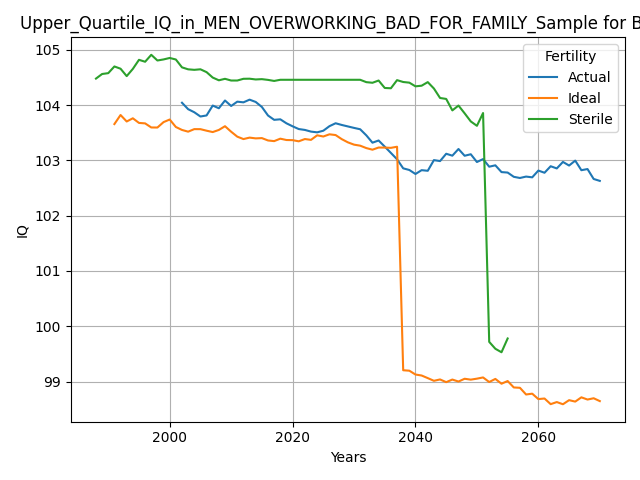 Upper_Quartile_IQ_in_MEN_OVERWORKING_BAD_FOR_FAMILY_Sample for B
105
104
103
102
101
100
99
IQ
Fertility
Actual
Ideal
Sterile
2000
2020
2040
2060
Years